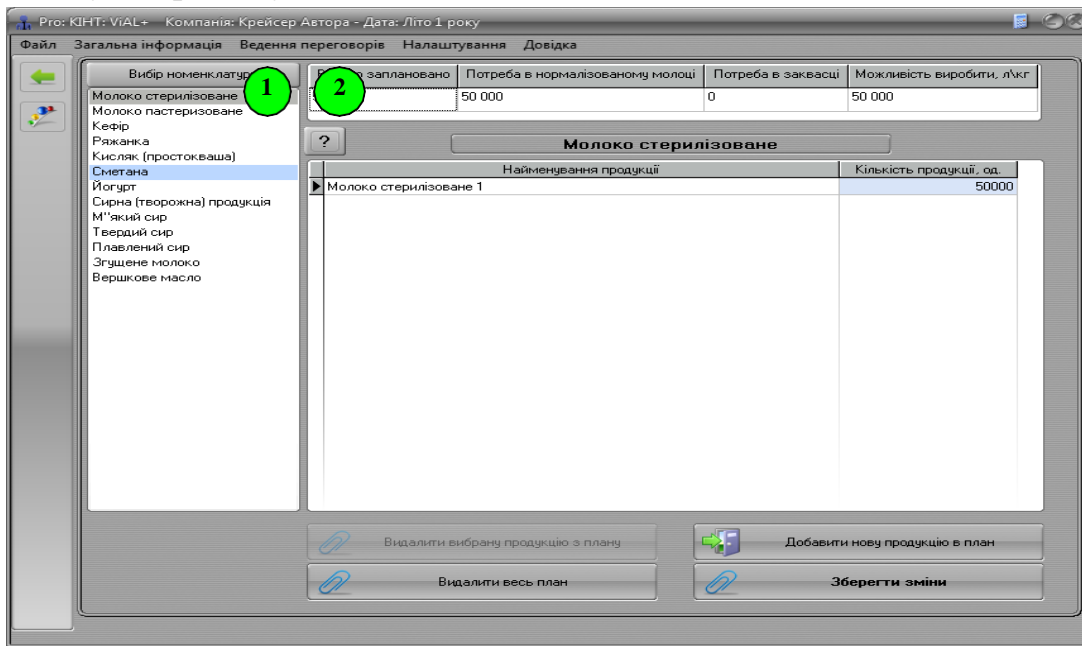 Pro: КІНТ: ViAL+ Компанія: Крейсер Автора - Дата: Літо 1 року
Файл Загальна інформація Ведення переговорів Налаштування Довідка
Вибір номенклатур
1
заплановано
2
Потреба в нормалізованому молоці
Потреба в заквасці
Можливість виробити, л\кг
50 000
0
50 000
Молоко стерилізоване
Молоко пастеризоване
Кефір
Ряжанка
Кисляк (простокваша)
Сметана
Йогурт
Сирна (творожна) продукція
М''який сир
Твердий сир
Плавлений сир
Згущене молоко
Вершкове масло
?
Молоко стерилізоване
Найменування продукції
Кількість продукції, од.
Молоко стерилізоване 1
50000
Видалити вибрану продукцію з плану
Добавити нову продукцію в план
Видалити весь план
Зберегти зміни